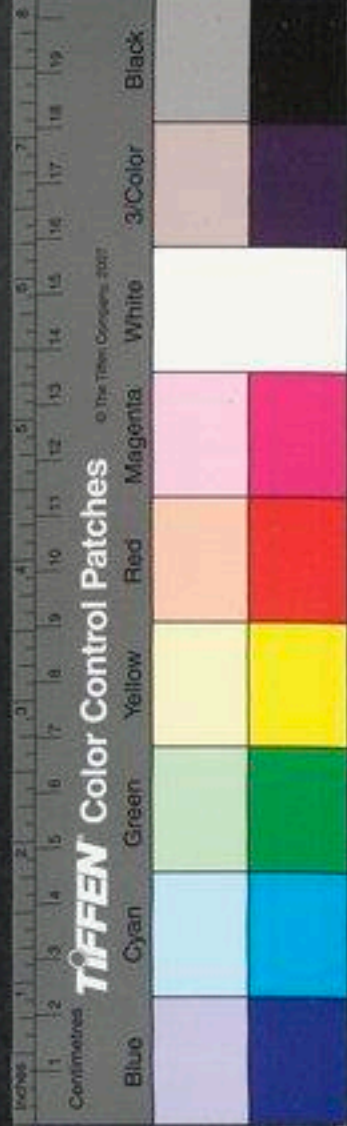 Inches 1 2 3 4 5 6 7 8
Centimetres 1 2 3 4 5 6 7 8 9 10 11 12 13 14 15 16 17 18 19
TIFFEN® Color Control Patches © The Tiffen Company, 2007
Blue Cyan Green Yellow Red Magenta White 3/Color Black